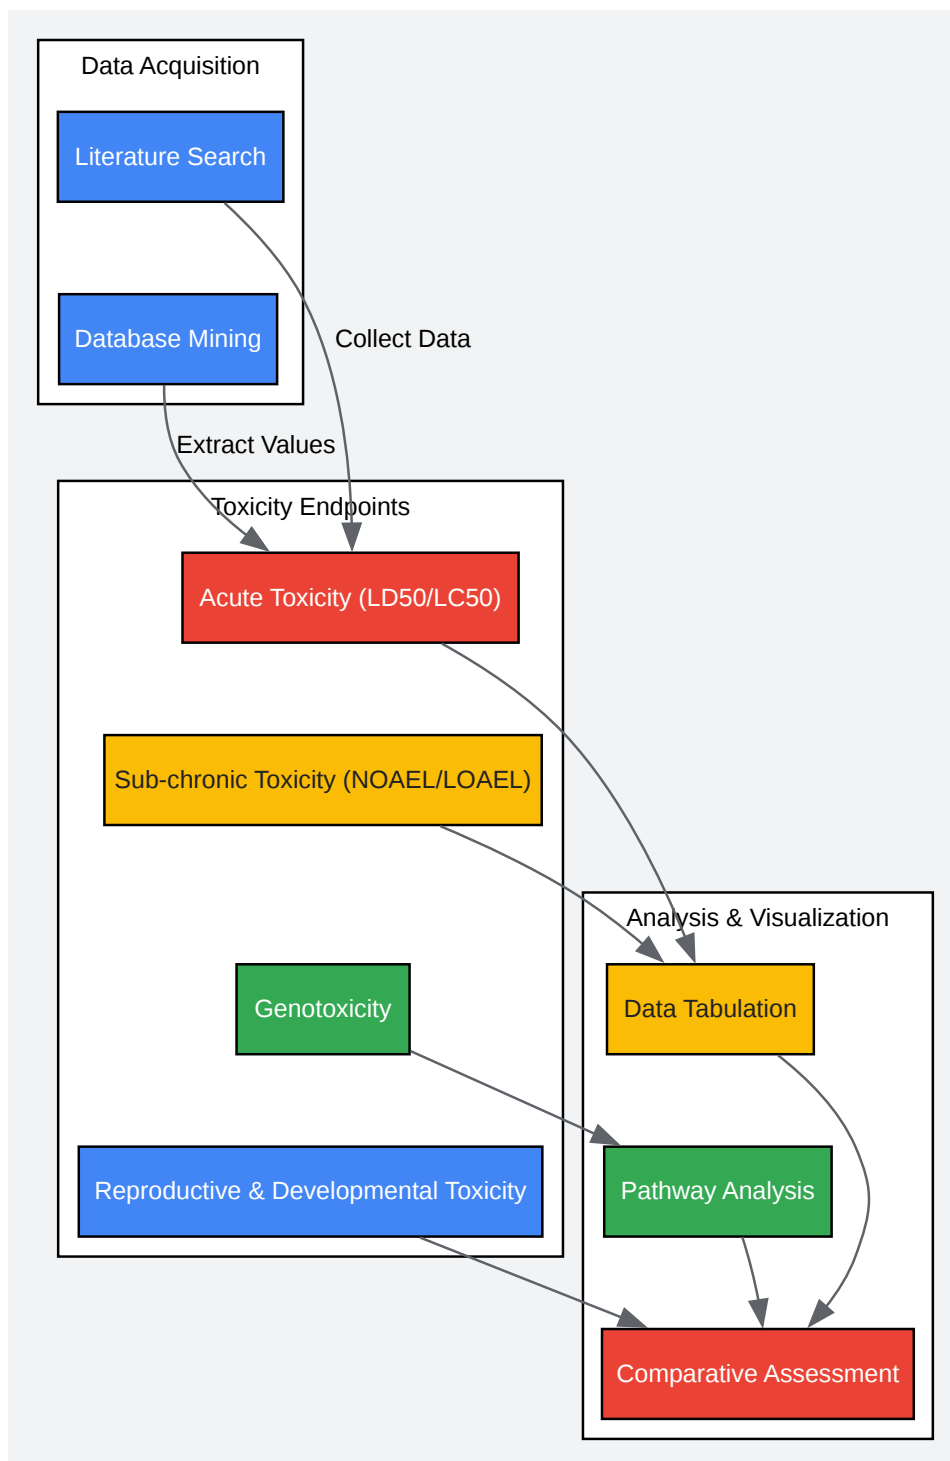 Data Acquisition
Literature Search
Database Mining
Collect Data
Extract Values
Toxicity Endpoints
Acute Toxicity (LD50/LC50)
Sub-chronic Toxicity (NOAEL/LOAEL)
Genotoxicity
Reproductive & Developmental Toxicity
Analysis & Visualization
Data Tabulation
Pathway Analysis
Comparative Assessment